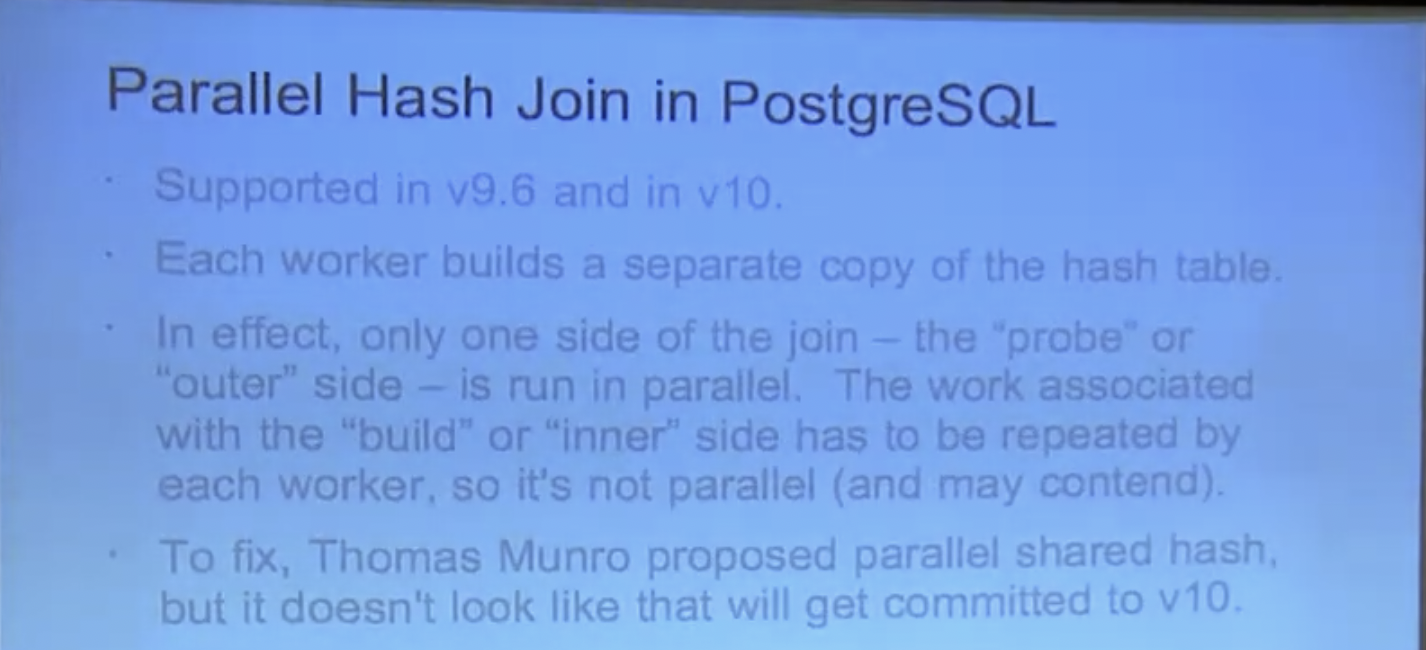 Parallel Hash Join in PostgreSQL
· Supported in v9.6 and in v10.
· Each worker builds a separate copy of the hash table.
· In effect, only one side of the join – the “probe” or
“outer” side – is run in parallel.  The work associated
with the “build” or “inner” side has to be repeated by
each worker, so it's not parallel (and may contend).
· To fix, Thomas Munro proposed parallel shared hash,
but it doesn't look like that will get committed to v10.